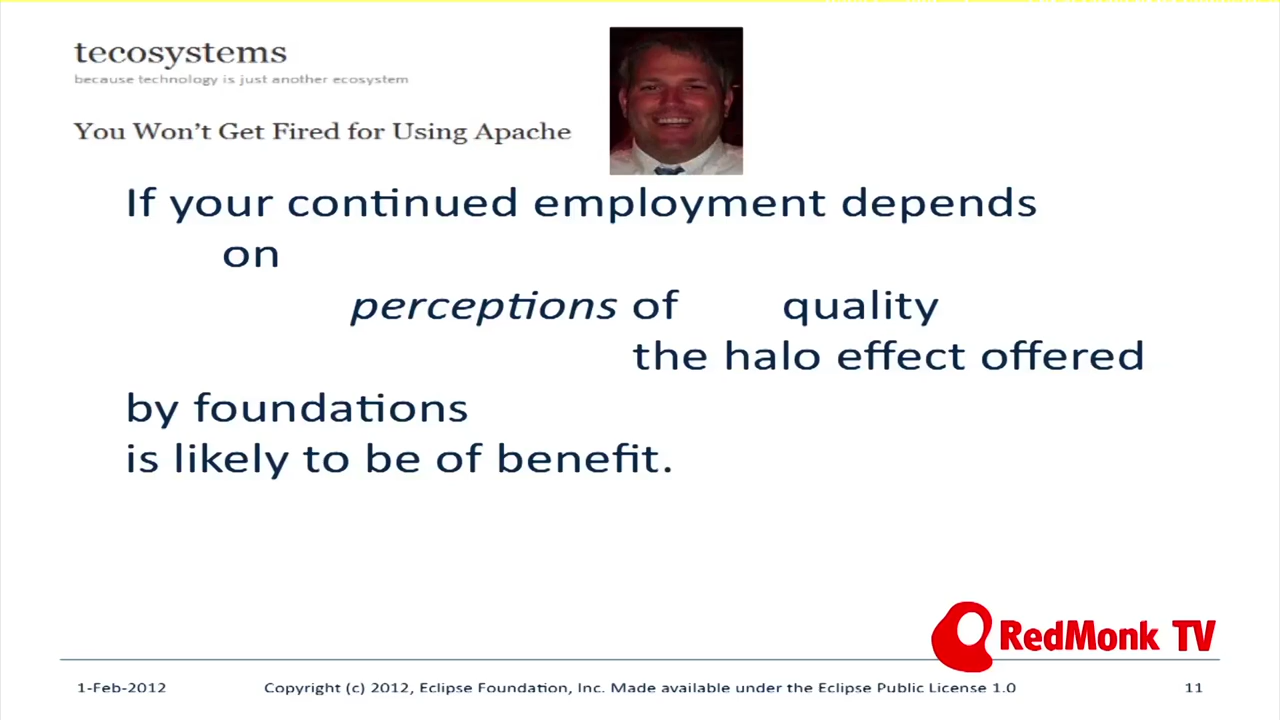 tecosystems
because technology is just another ecosystem
You Won't Get Fired for Using Apache
If your continued employment depends
on
perceptions of quality
the halo effect offered
by foundations
is likely to be of benefit.
RedMonk TV
1-Feb-2012 Copyright (c) 2012, Eclipse Foundation, Inc. Made available under the Eclipse Public License 1.0 11